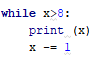 while x>8:
    print (x)
    x -= 1